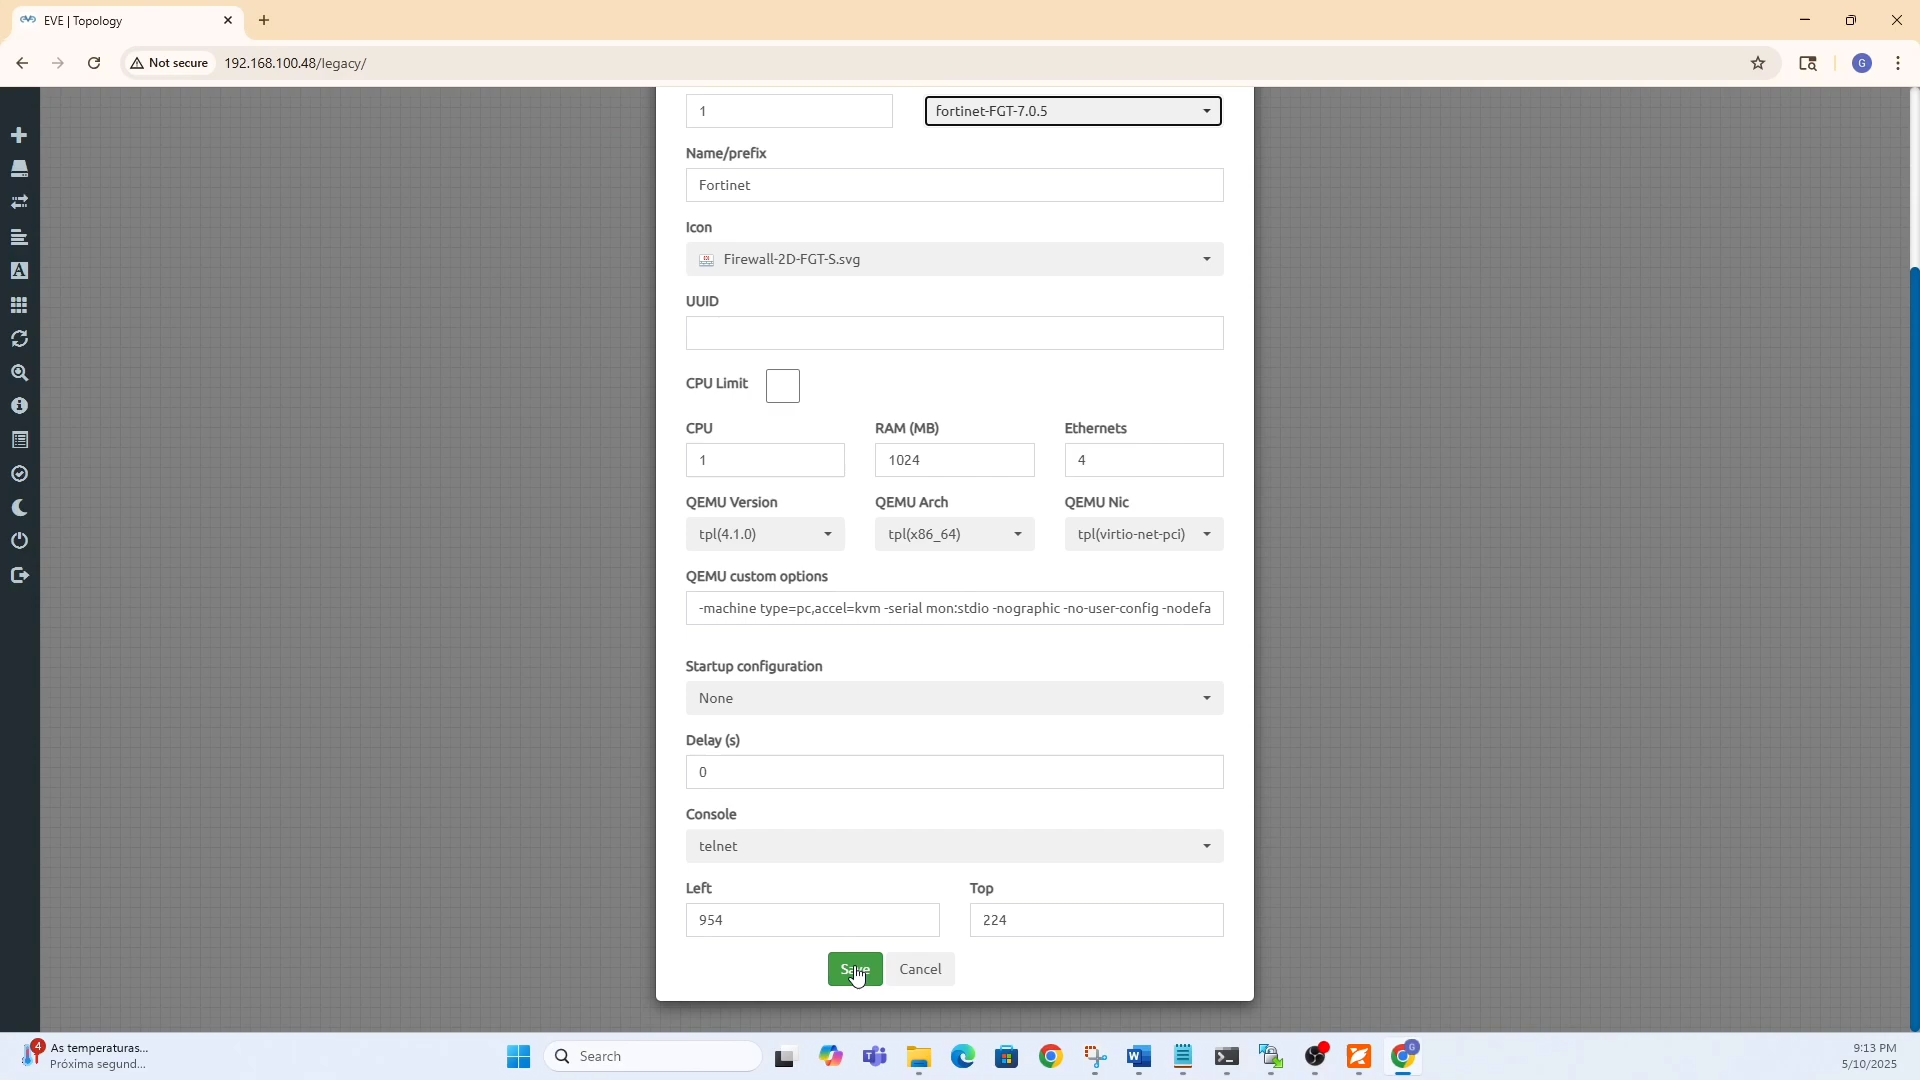 EVE | Topology
Not secure
192.168.100.48/legacy/
G
1
fortinet-FGT-7.0.5
Name/prefix
Fortinet
Icon
Firewall-2D-FGT-S.svg
UUID
CPU Limit
CPU
RAM (MB)
Ethernets
1
1024
4
QEMU Version
QEMU Arch
QEMU Nic
tpl(4.1.0)
tpl(x86_64)
tpl(virtio-net-pci)
QEMU custom options
-machine type=pc,accel=kvm -serial mon:stdio -nographic -no-user-config -nodefa
Startup configuration
None
Delay (s)
0
Console
telnet
Left
Top
954
224
Save
Cancel
4
As temperaturas...
Próxima segund...
Search
9:13 PM
5/10/2025